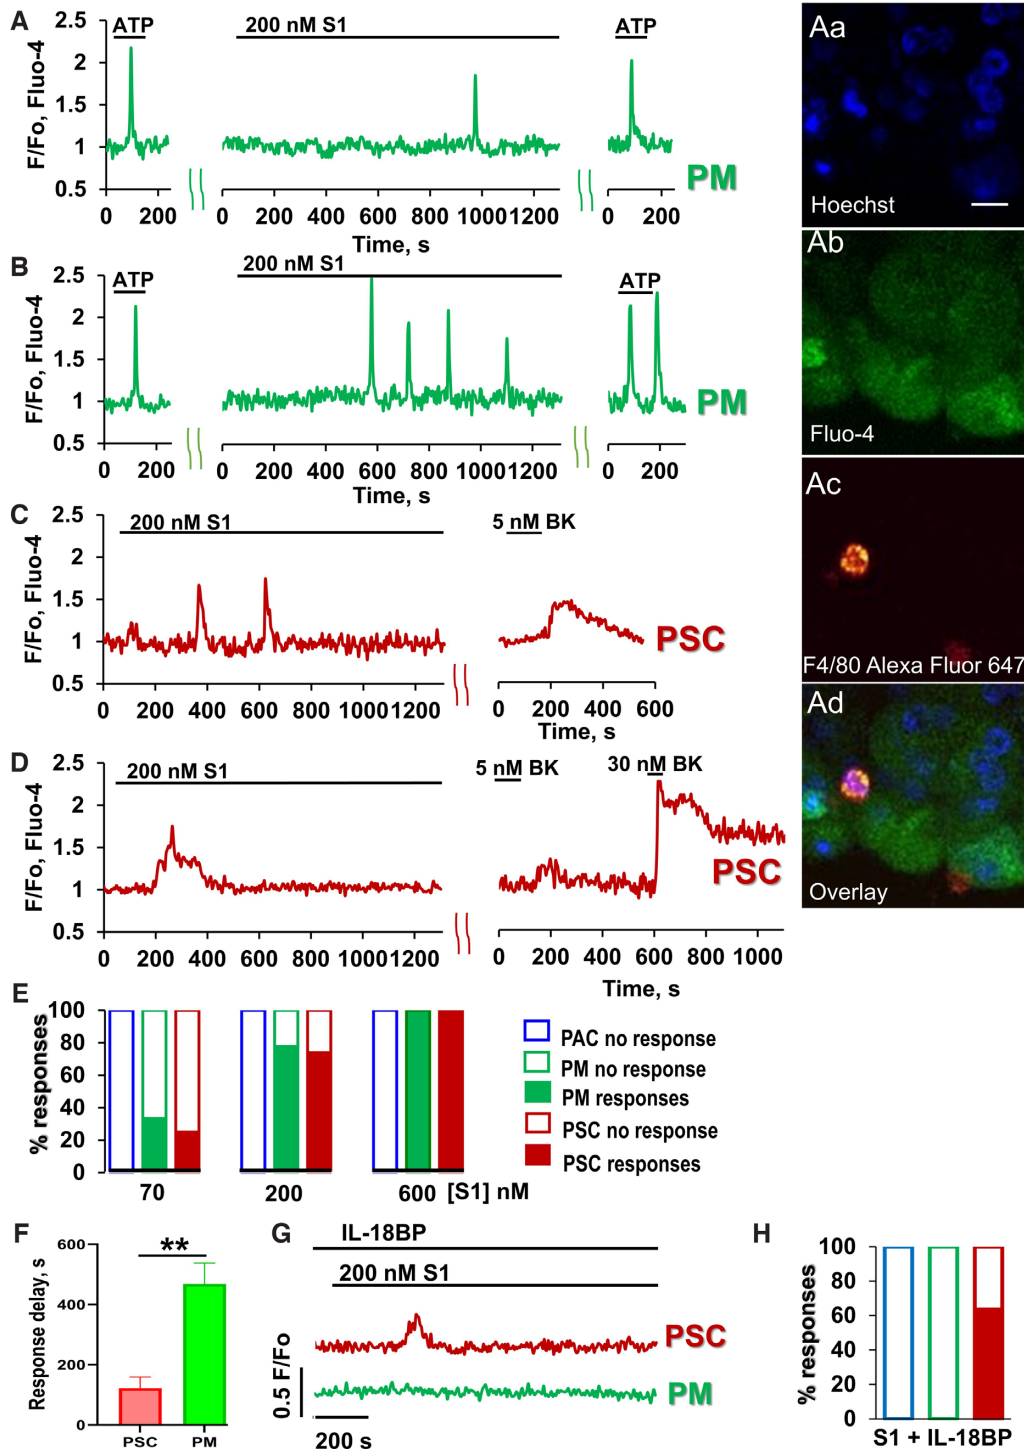 A
2.5
2
1.5
1
0.5
F/Fo, Fluo-4
ATP
200 nM S1
ATP
PM
0 200
0 200 400 600 800 1000 1200
0 200
Time, s
B
2.5
2
1.5
1
0.5
F/Fo, Fluo-4
ATP
200 nM S1
ATP
PM
0 200
0 200 400 600 800 1000 1200
0 200
Time, s
C
2.5
2
1.5
1
0.5
F/Fo, Fluo-4
200 nM S1
5 nM BK
PSC
0 200 400 600 800 1000 1200
0 200 400 600
Time, s
D
2.5
2
1.5
1
0.5
F/Fo, Fluo-4
200 nM S1
5 nM BK
30 nM BK
PSC
0 200 400 600 800 1000 1200
0 200 400 600 800 1000
Time, s
Aa
Hoechst
Ab
Fluo-4
Ac
F4/80 Alexa Fluor 647
Ad
Overlay
E
100
80
60
40
20
0
% responses
70 200 600 [S1] nM
PAC no response
PM no response
PM responses
PSC no response
PSC responses
F
600
400
200
0
Response delay, s
**
PSC PM
G
IL-18BP
200 nM S1
PSC
PM
0.5 F/Fo
200 s
H
100
80
60
40
20
0
% responses
S1 + IL-18BP